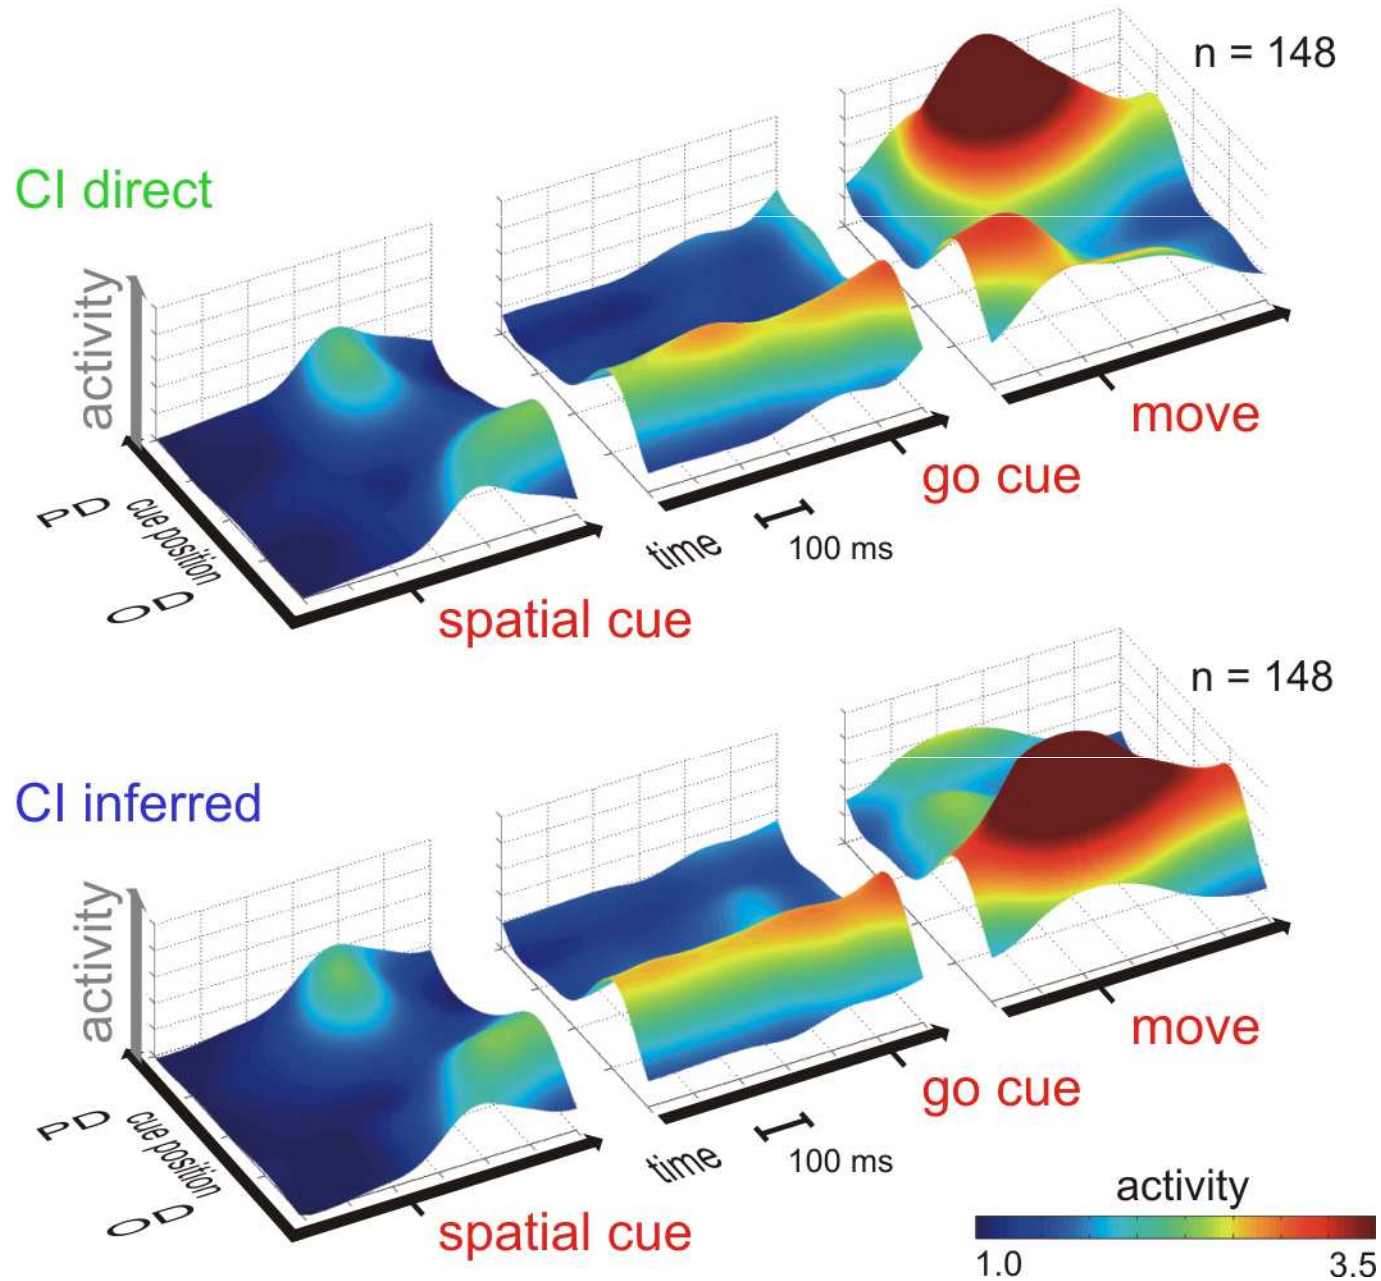 n = 148
CI direct
activity
move
go cue
PD
cue position
OD
time
100 ms
spatial cue
n = 148
CI inferred
activity
move
go cue
PD
cue position
OD
time
100 ms
spatial cue
activity
1.0
3.5